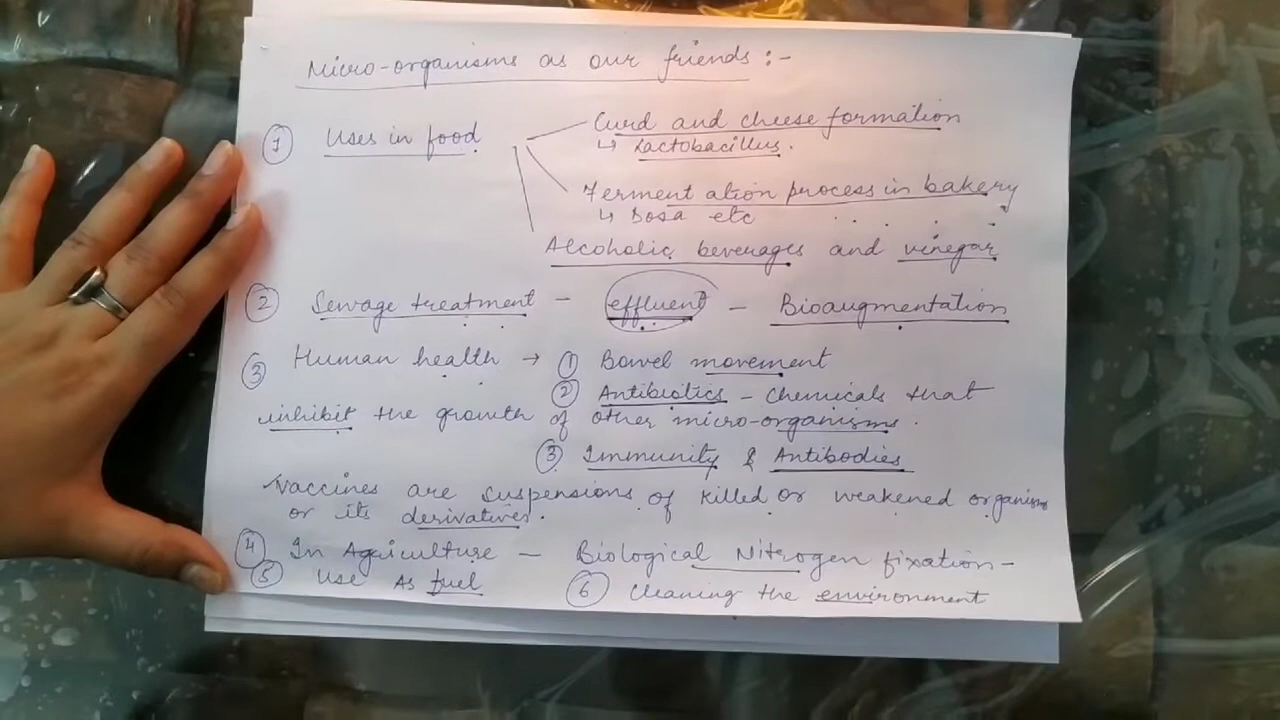 Micro-organisms as our friends :-
① Uses in food
Curd and cheese formation
↳ Lactobacillus.
Fermentation process in bakery
↳ Dosa etc
Alcoholic beverages and vinegar
② Sewage treatment - effluent - Bioaugmentation
③ Human health → ① Bowel movement
② Antibiotics - Chemicals that
inhibit the growth of other micro-organisms.
③ Immunity & Antibodies
Vaccines are suspensions of killed or weakened organism
or its derivatives.
④ In Agriculture - Biological Nitrogen fixation-
⑤ Use As fuel ⑥ Cleaning the environment